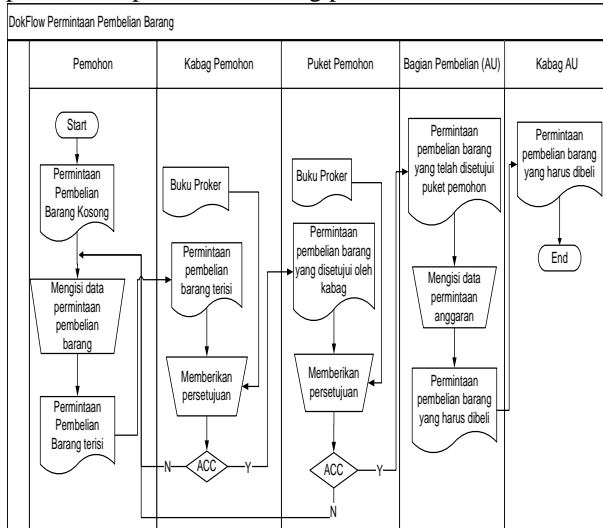 DokFlow Permintaan Pembelian Barang
Pemohon
Kabag Pemohon
Puket Pemohon
Bagian Pembelian (AU)
Kabag AU
Start
Permintaan
Pembelian
Barang Kosong
Mengisi data
permintaan
pembelian
barang
Permintaan
Pembelian
Barang terisi
Buku Proker
Permintaan
pembelian
barang terisi
Memberikan
persetujuan
ACC
N
Y
Buku Proker
Permintaan
pembelian barang
yang disetujui oleh
kabag
Memberikan
persetujuan
ACC
Y
N
Permintaan
pembelian barang
yang telah disetujui
puket pemohon
Mengisi data
permintaan
anggaran
Permintaan
pembelian barang
yang harus dibeli
Permintaan
pembelian barang
yang harus dibeli
End